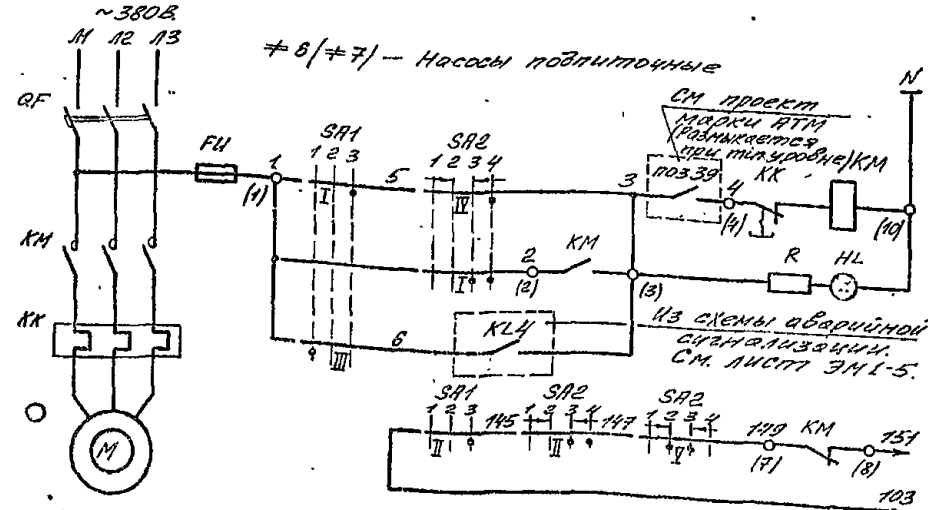 ~380В.
Л1 Л2 Л3
≠6(≠7) — Насосы подпиточные
QF
FU
SA1
1 2 3
SA2
1 2 3 4
См проект
марки АТМ
(Размыкается
при min уровне)
поз.39
N
1
(1)
I
5
IV
3
4
(4)
KK
KM
(10)
KM
I
2
(2)
KM
(3)
R
HL
KK
III
6
KL4
Из схемы аварийной
сигнализации.
См. лист ЭМ1-5.
M
SA1
1 2 3
II
145
SA2
1 2 3 4
II
147
SA2
1 2 3 4
V
179
(7)
KM
(8)
151
103